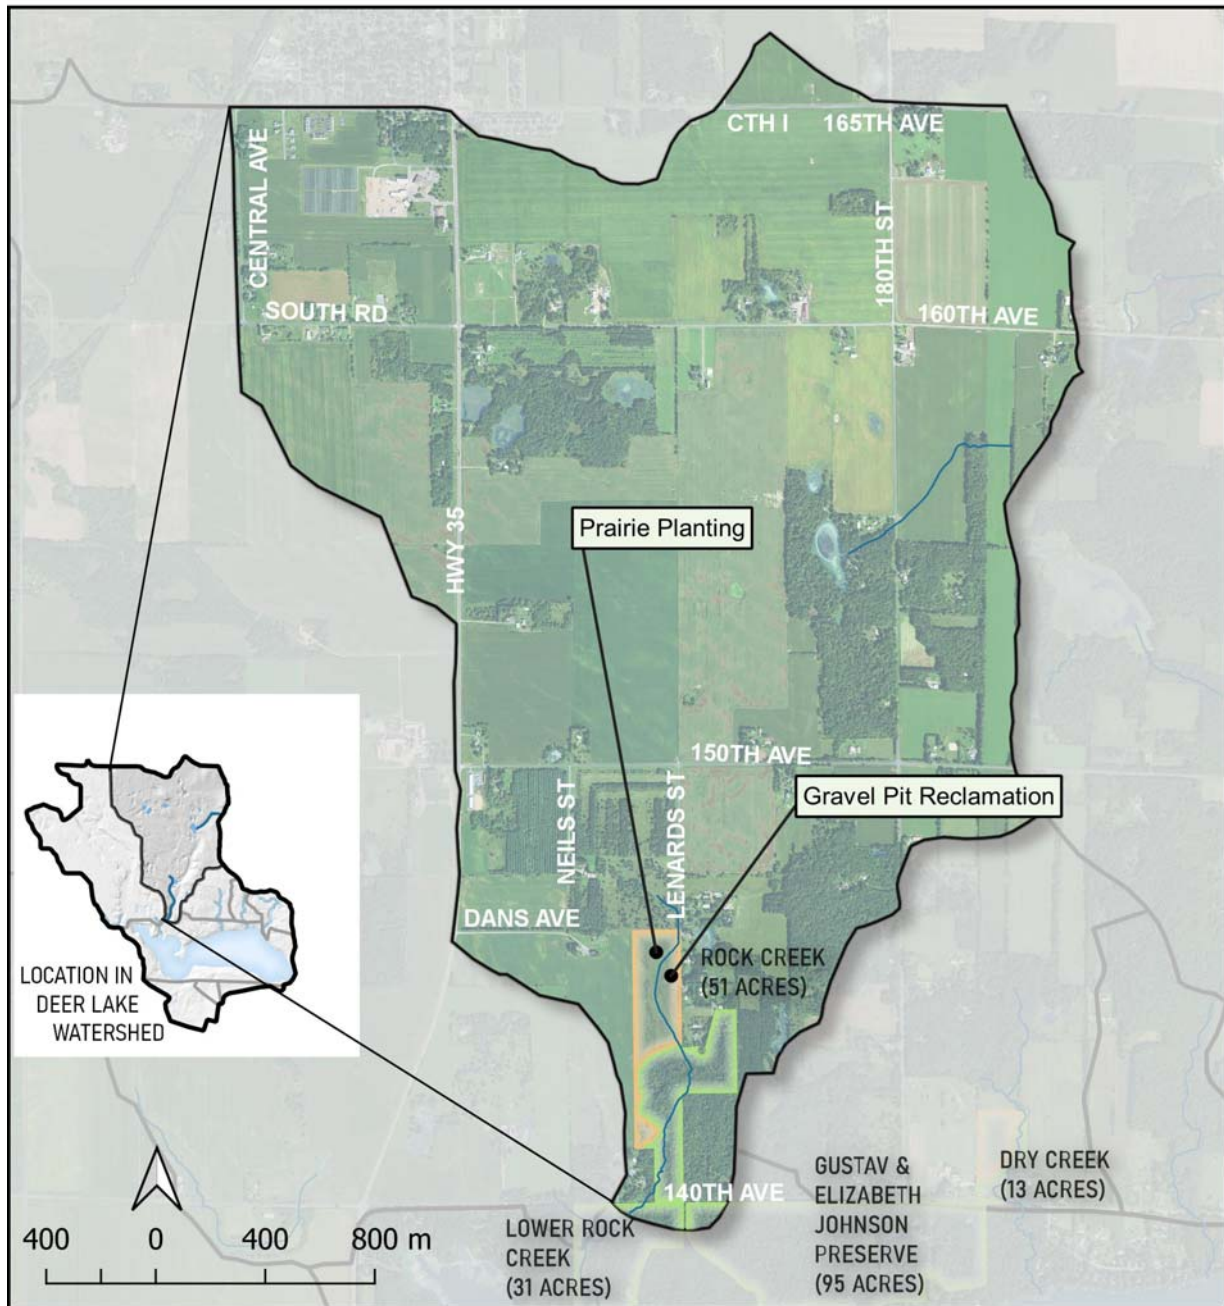 CTH I
165TH AVE
CENTRAL AVE
180TH ST
SOUTH RD
160TH AVE
HWY 35
Prairie Planting
150TH AVE
Gravel Pit Reclamation
NEILS ST
LENARDS ST
DANS AVE
ROCK CREEK
(51 ACRES)
LOCATION IN
DEER LAKE
WATERSHED
140TH AVE
LOWER ROCK
CREEK
(31 ACRES)
GUSTAV &
ELIZABETH
JOHNSON
PRESERVE
(95 ACRES)
DRY CREEK
(13 ACRES)
400 0 400 800 m